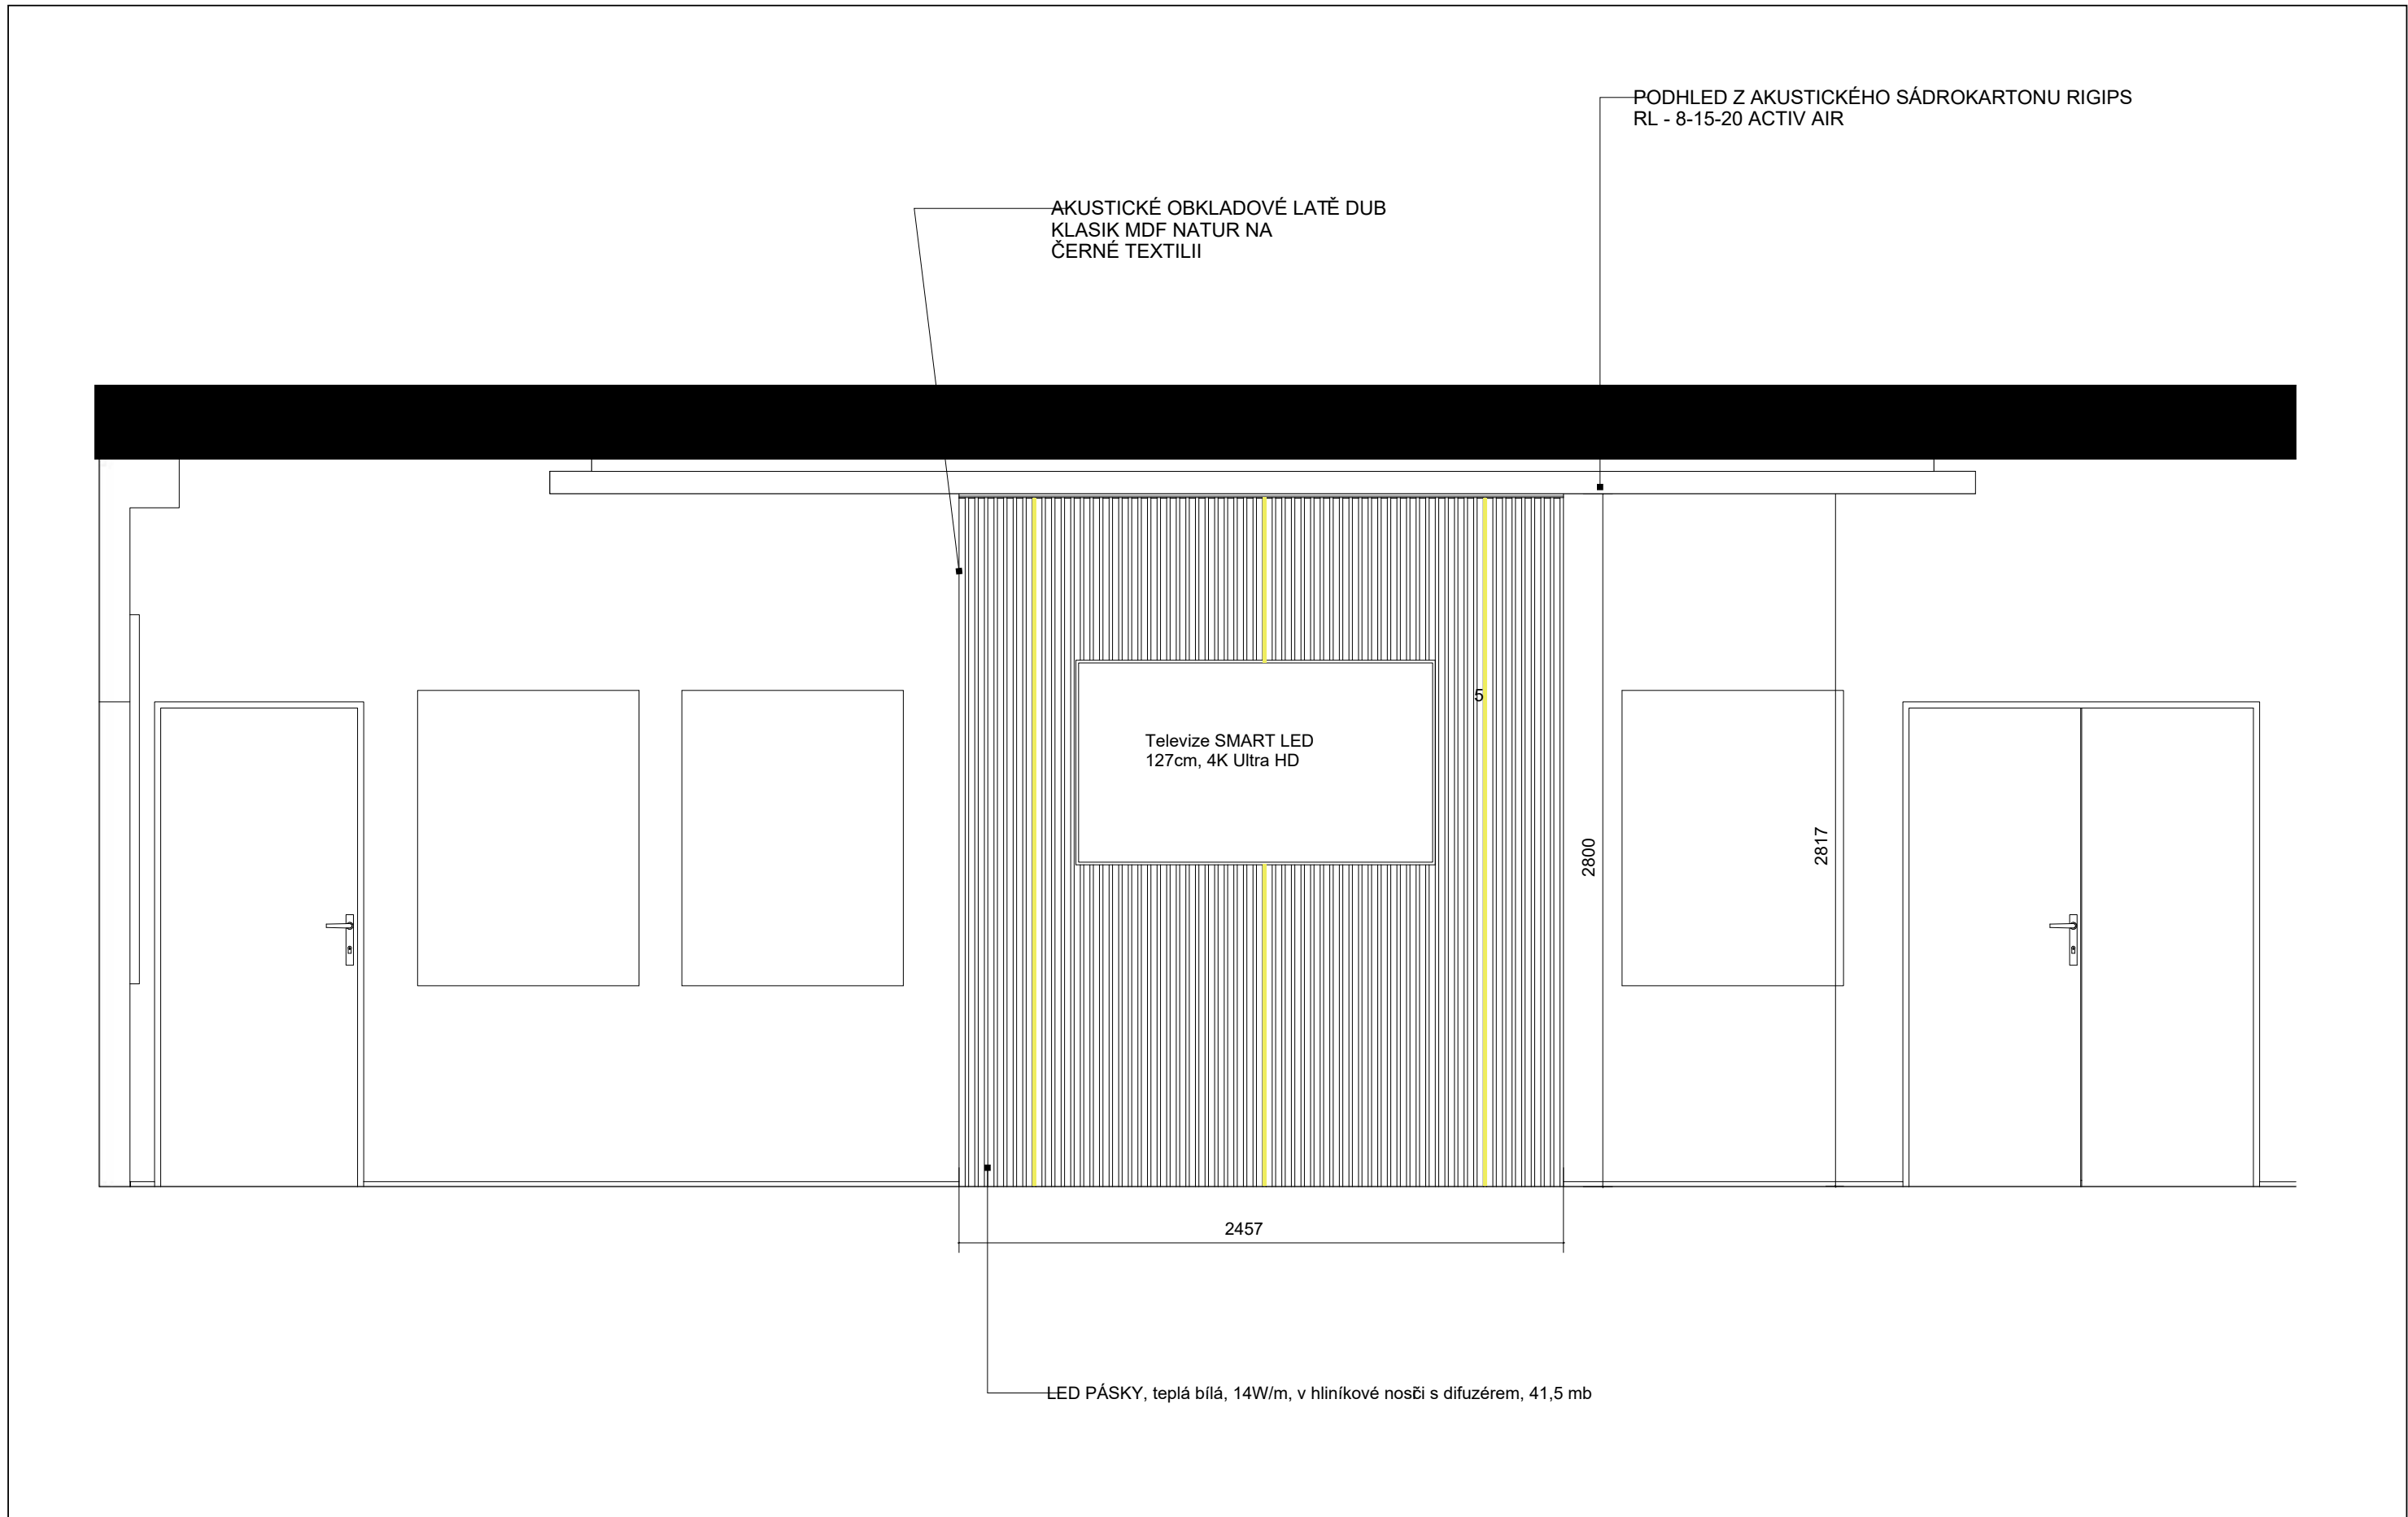 PODHLED Z AKUSTICKÉHO SÁDROKARTONU RIGIPS
RL - 8-15-20 ACTIV AIR
AKUSTICKÉ OBKLADOVÉ LATĚ DUB
KLASIK MDF NATUR NA
ČERNÉ TEXTILII
5
Televize SMART LED
127cm, 4K Ultra HD
2800
2817
2457
LED PÁSKY, teplá bílá, 14W/m, v hliníkové nosči s difuzérem, 41,5 mb